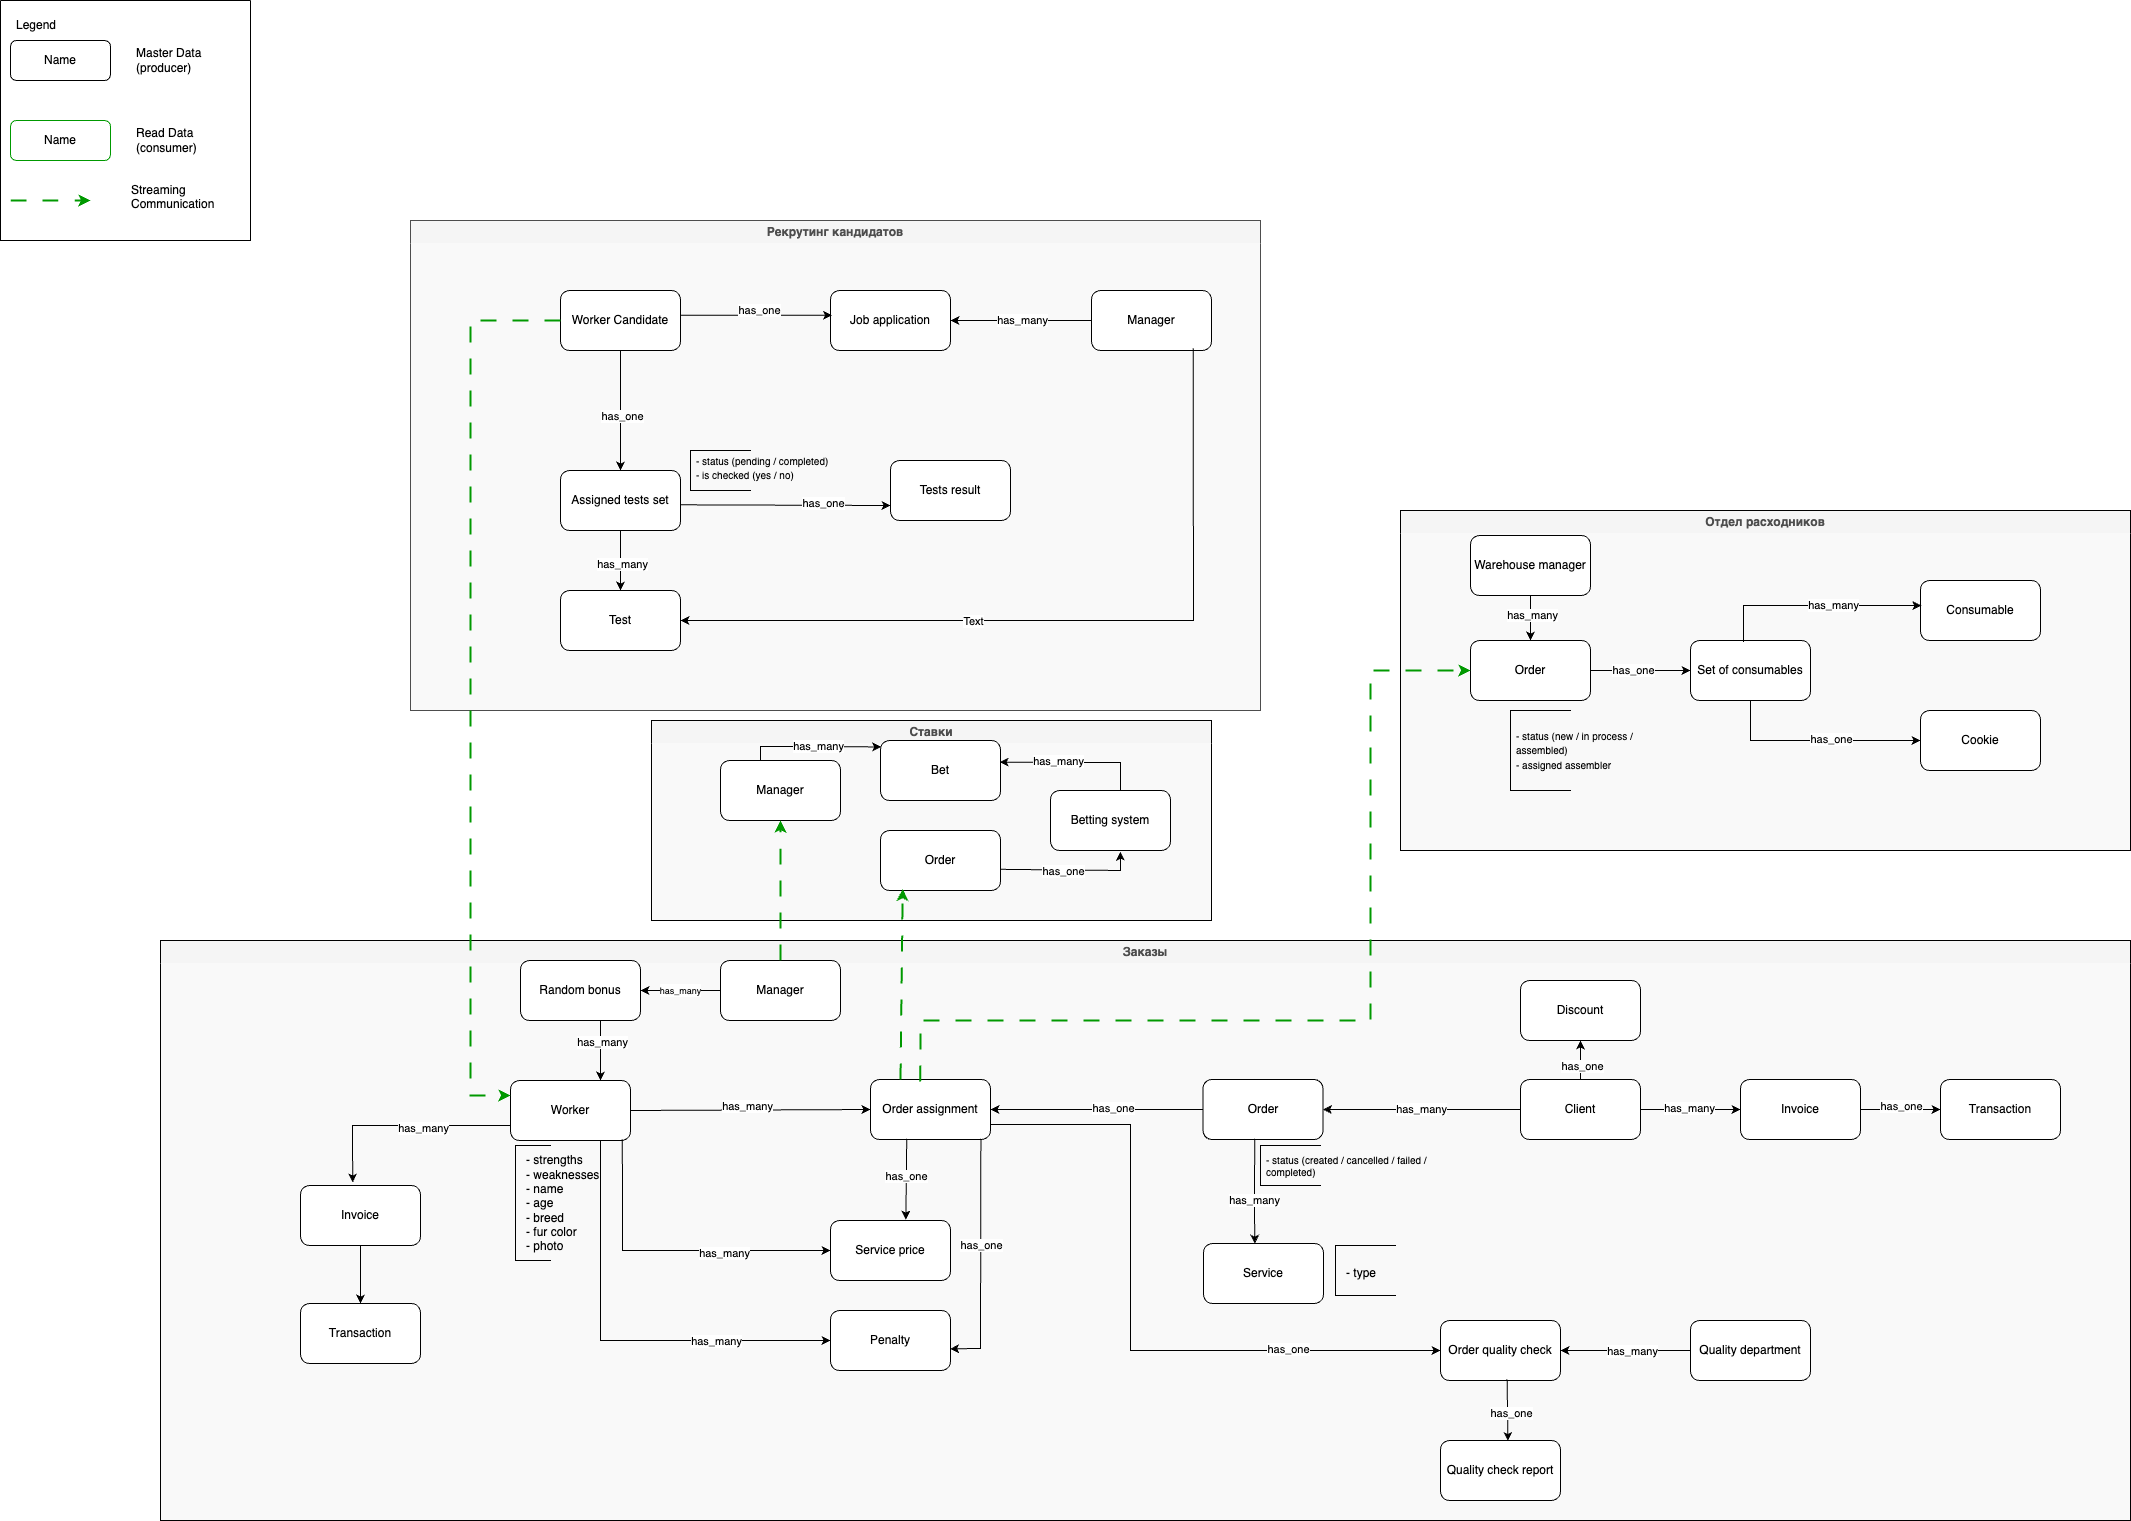 Legend
Name
Master Data
(producer)
Name
Read Data
(consumer)
Streaming
Communication
Рекрутинг кандидатов
Worker Candidate
has_one
Job application
has_many
Manager
has_one
- status (pending / completed)
- is checked (yes / no)
Assigned tests set
has_one
Tests result
has_many
Test
Text
Отдел расходников
Warehouse manager
has_many
Order
has_one
Set of consumables
has_many
Consumable
has_one
Cookie
- status (new / in process /
assembled)
- assigned assembler
Ставки
has_many
Manager
Bet
has_many
Betting system
Order
has_one
Заказы
Random bonus
has_many
Manager
has_many
Discount
has_one
Worker
has_many
Order assignment
has_one
Order
has_many
Client
has_many
Invoice
has_one
Transaction
has_many
- strengths
- weaknesses
- name
- age
- breed
- fur color
- photo
has_one
- status (created / cancelled / failed /
completed)
has_many
Invoice
has_many
Service price
has_one
Service
- type
Transaction
has_many
Penalty
has_one
Order quality check
has_many
Quality department
has_one
Quality check report